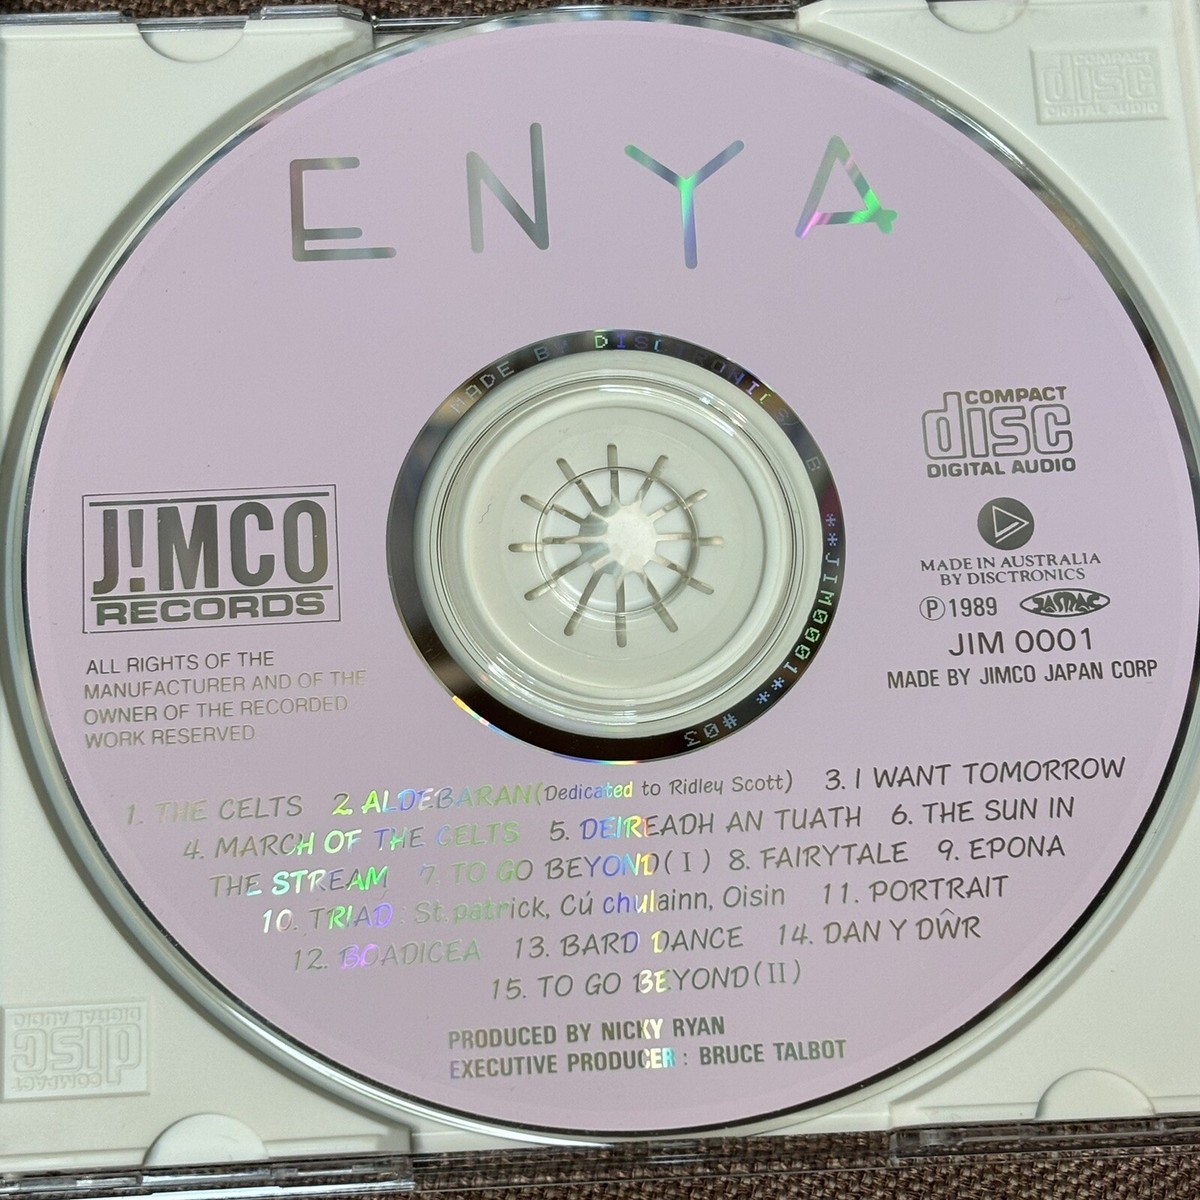 ENYA
COMPACT
disc
DIGITAL AUDIO
MADE BY DISCTRONICS B **JIM0001** #03
COMPACT
disc
DIGITAL AUDIO
MADE IN AUSTRALIA
BY DISCTRONICS
Ⓟ1989 JASRAC
JIM 0001
MADE BY JIMCO JAPAN CORP
J!MCO
RECORDS
ALL RIGHTS OF THE
MANUFACTURER AND OF THE
OWNER OF THE RECORDED
WORK RESERVED
1. THE CELTS 2. ALDEBARAN(Dedicated to Ridley Scott) 3. I WANT TOMORROW
4. MARCH OF THE CELTS 5. DEIREADH AN TUATH 6. THE SUN IN
THE STREAM 7. TO GO BEYOND(I) 8. FAIRYTALE 9. EPONA
10. TRIAD : St. patrick, Cú chulainn, Oisin 11. PORTRAIT
12. BOADICEA 13. BARD DANCE 14. DAN Y DŴR
15. TO GO BEYOND(II)
PRODUCED BY NICKY RYAN
EXECUTIVE PRODUCER : BRUCE TALBOT
COMPACT
disc
DIGITAL AUDIO